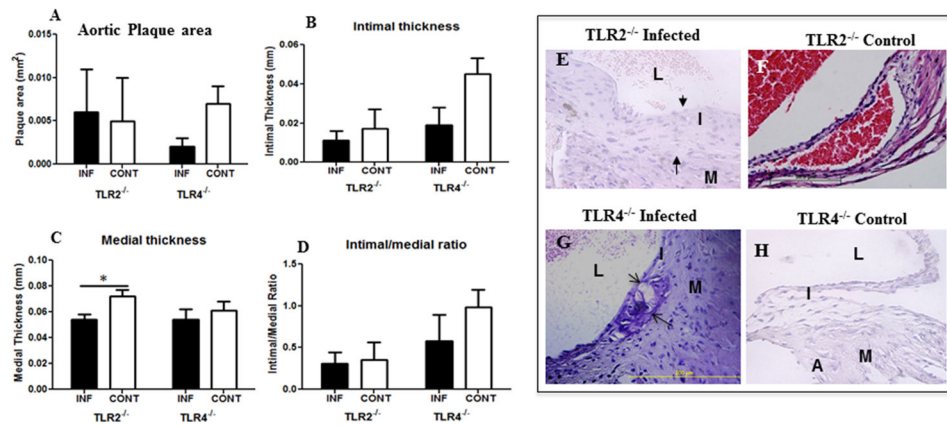 A
Aortic Plaque area
Plaque area (mm²)
0.015
0.010
0.005
0.000
INF CONT INF CONT
TLR2⁻/⁻ TLR4⁻/⁻
B
Intimal thickness
Intimal Thickness (mm)
0.06
0.04
0.02
0.00
INF CONT INF CONT
TLR2⁻/⁻ TLR4⁻/⁻
C
Medial thickness
Medial Thickness (mm)
0.10
0.08
0.06
0.04
0.02
0.00
*
INF CONT INF CONT
TLR2⁻/⁻ TLR4⁻/⁻
D
Intimal/medial ratio
Intimal/Medial Ratio
1.5
1.0
0.5
0.0
INF CONT INF CONT
TLR2⁻/⁻ TLR4⁻/⁻
TLR2⁻/⁻ Infected
E
L
I
M
TLR2⁻/⁻ Control
F
TLR4⁻/⁻ Infected
G
I
L
M
TLR4⁻/⁻ Control
H
L
I
A M